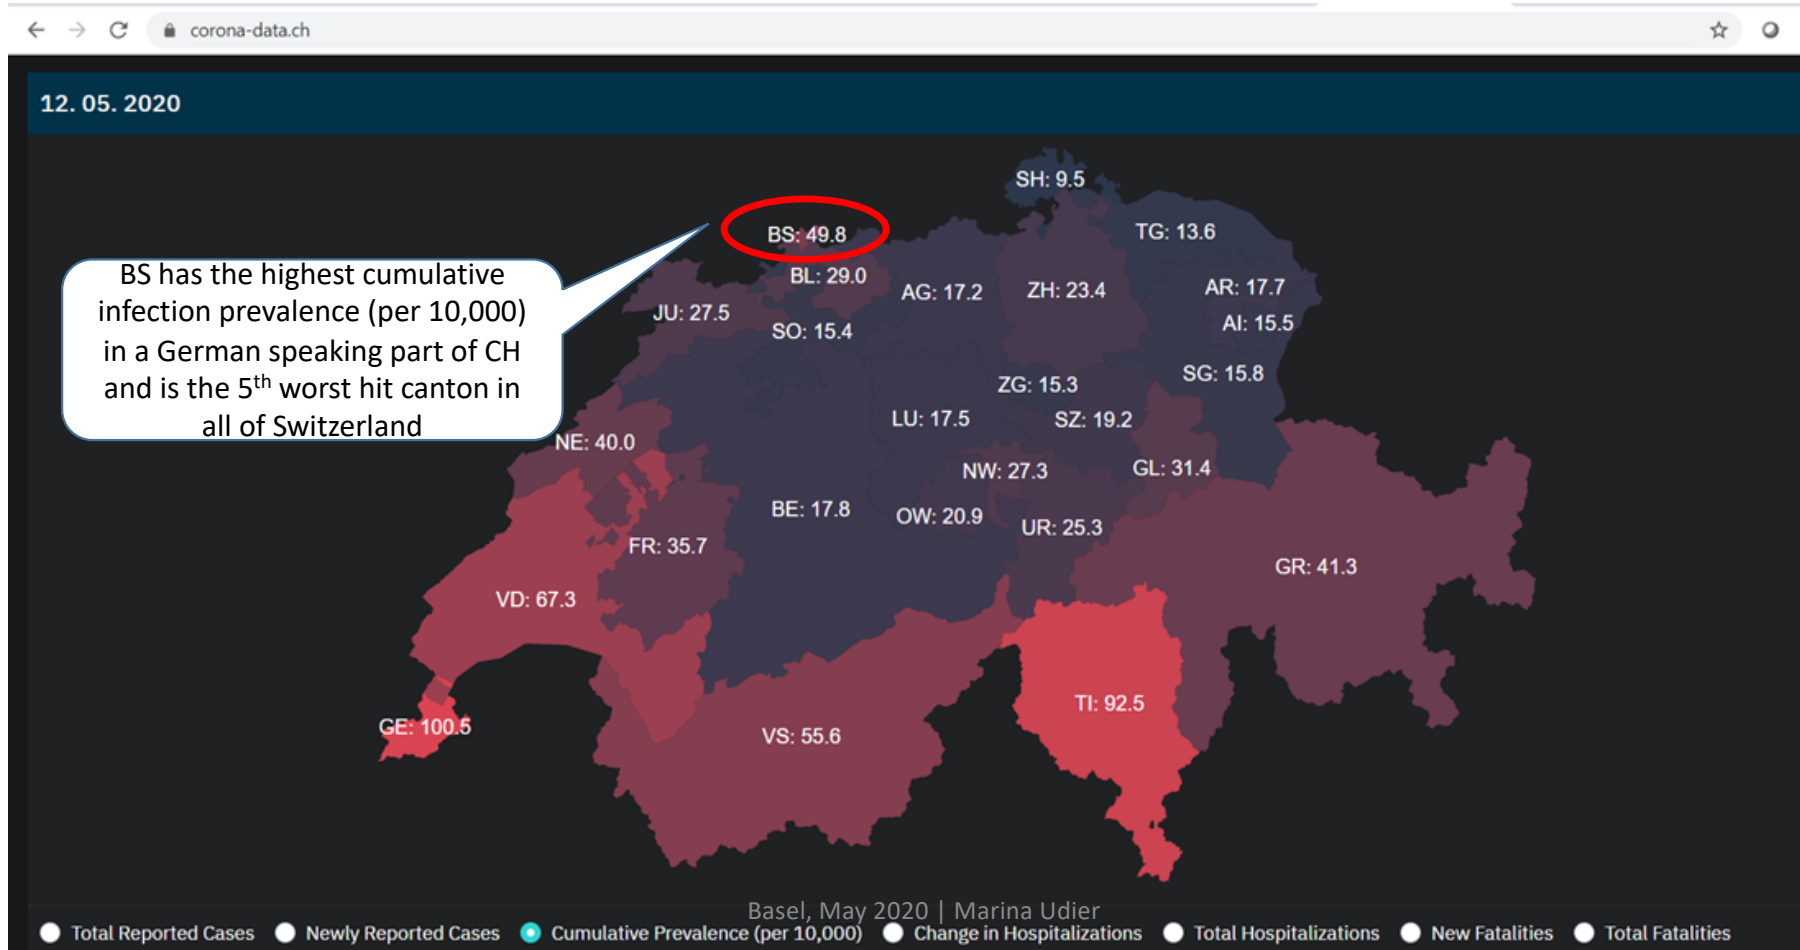 corona-data.ch
12. 05. 2020
SH: 9.5
BS: 49.8
TG: 13.6
BL: 29.0
AG: 17.2
ZH: 23.4
AR: 17.7
JU: 27.5
SO: 15.4
AI: 15.5
BS has the highest cumulative
infection prevalence (per 10,000)
in a German speaking part of CH
and is the 5th worst hit canton in
all of Switzerland
ZG: 15.3
SG: 15.8
LU: 17.5
SZ: 19.2
NE: 40.0
NW: 27.3
GL: 31.4
BE: 17.8
OW: 20.9
UR: 25.3
FR: 35.7
GR: 41.3
VD: 67.3
TI: 92.5
GE: 100.5
VS: 55.6
Basel, May 2020 | Marina Udier
Total Reported Cases Newly Reported Cases Cumulative Prevalence (per 10,000) Change in Hospitalizations Total Hospitalizations New Fatalities Total Fatalities